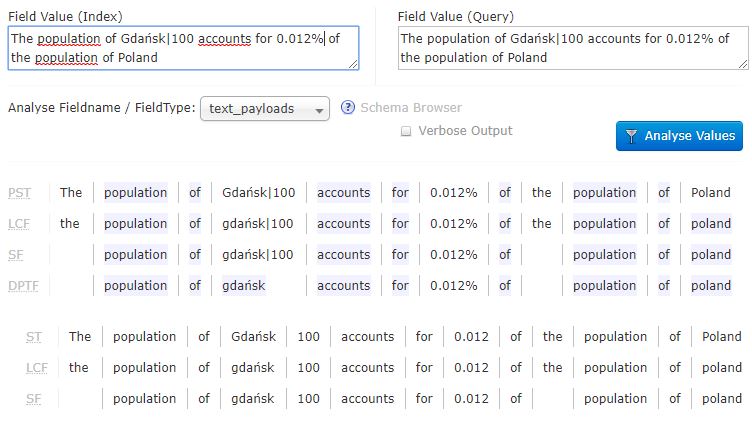 Field Value (Index)
Field Value (Query)
The population of Gdańsk|100 accounts for 0.012% of
the population of Poland
The population of Gdańsk|100 accounts for 0.012% of
the population of Poland
Analyse Fieldname / FieldType: text_payloads ? Schema Browser
Verbose Output
Analyse Values
PST The population of Gdańsk|100 accounts for 0.012% of the population of Poland
LCF the population of gdańsk|100 accounts for 0.012% of the population of poland
SF population of gdańsk|100 accounts for 0.012% of population of poland
DPTF population of gdańsk accounts for 0.012% of population of poland
ST The population of Gdańsk 100 accounts for 0.012 of the population of Poland
LCF the population of gdańsk 100 accounts for 0.012 of the population of poland
SF population of gdańsk 100 accounts for 0.012 of population of poland